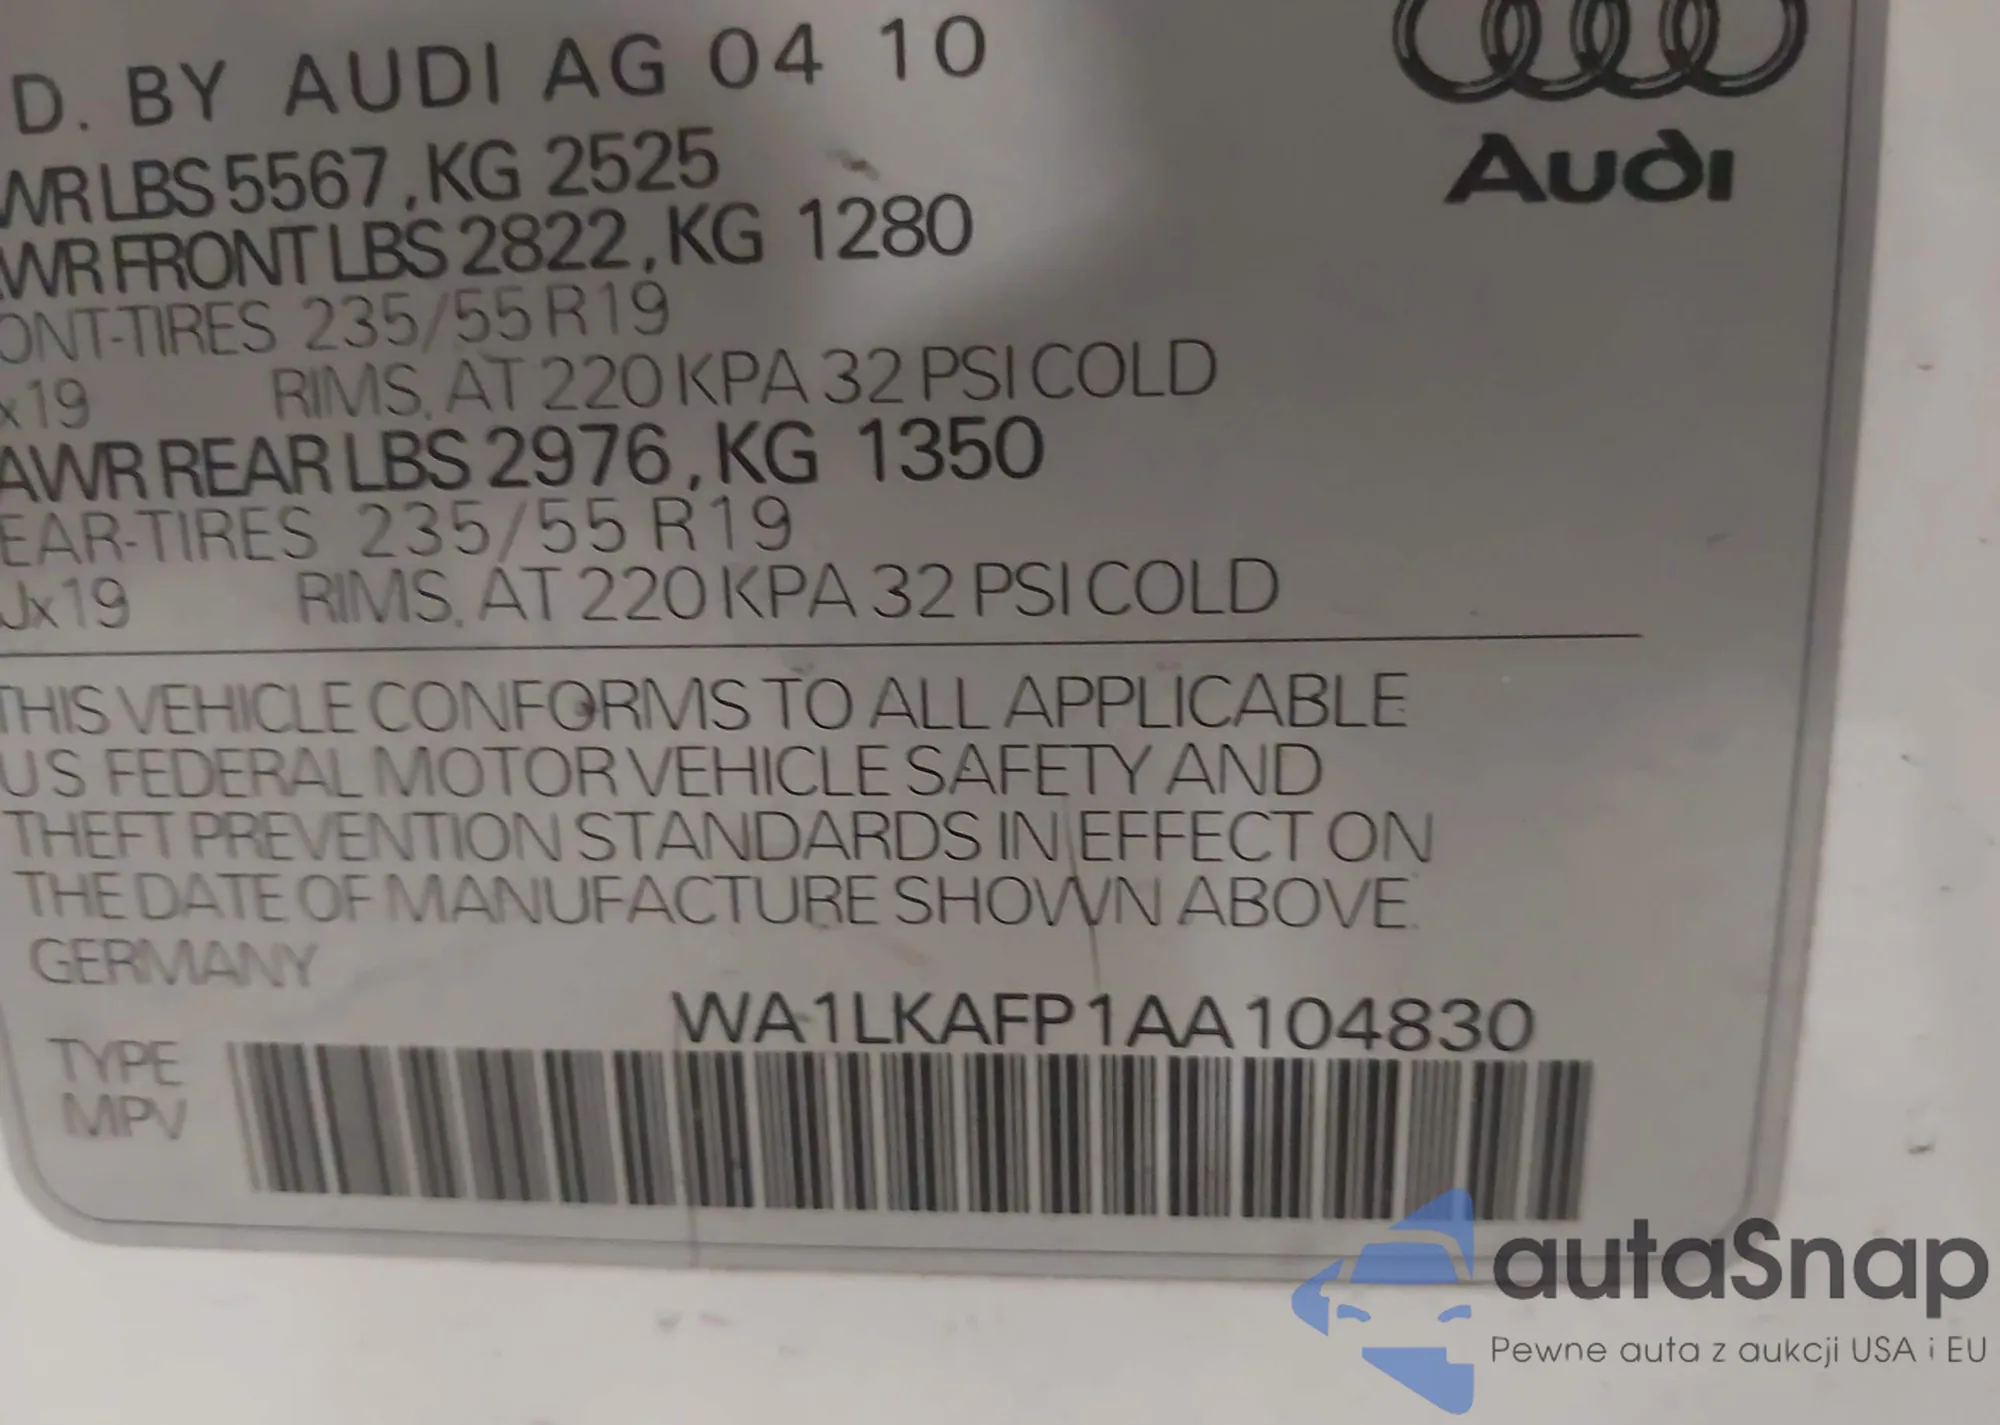 D. BY AUDI AG 04 10
WR LBS 5567, KG 2525
WR FRONT LBS 2822, KG 1280
ONT-TIRES 235/55 R19
x19 RIMS, AT 220 KPA 32 PSI COLD
AWR REAR LBS 2976, KG 1350
EAR-TIRES 235/55 R19
Jx19 RIMS, AT 220 KPA 32 PSI COLD
THIS VEHICLE CONFORMS TO ALL APPLICABLE
US FEDERAL MOTOR VEHICLE SAFETY AND
THEFT PREVENTION STANDARDS IN EFFECT ON
THE DATE OF MANUFACTURE SHOWN ABOVE.
GERMANY
WA1LKAFP1AA104830
TYPE
MPV
Audi
autaSnap
Pewne auta z aukcji USA i EU